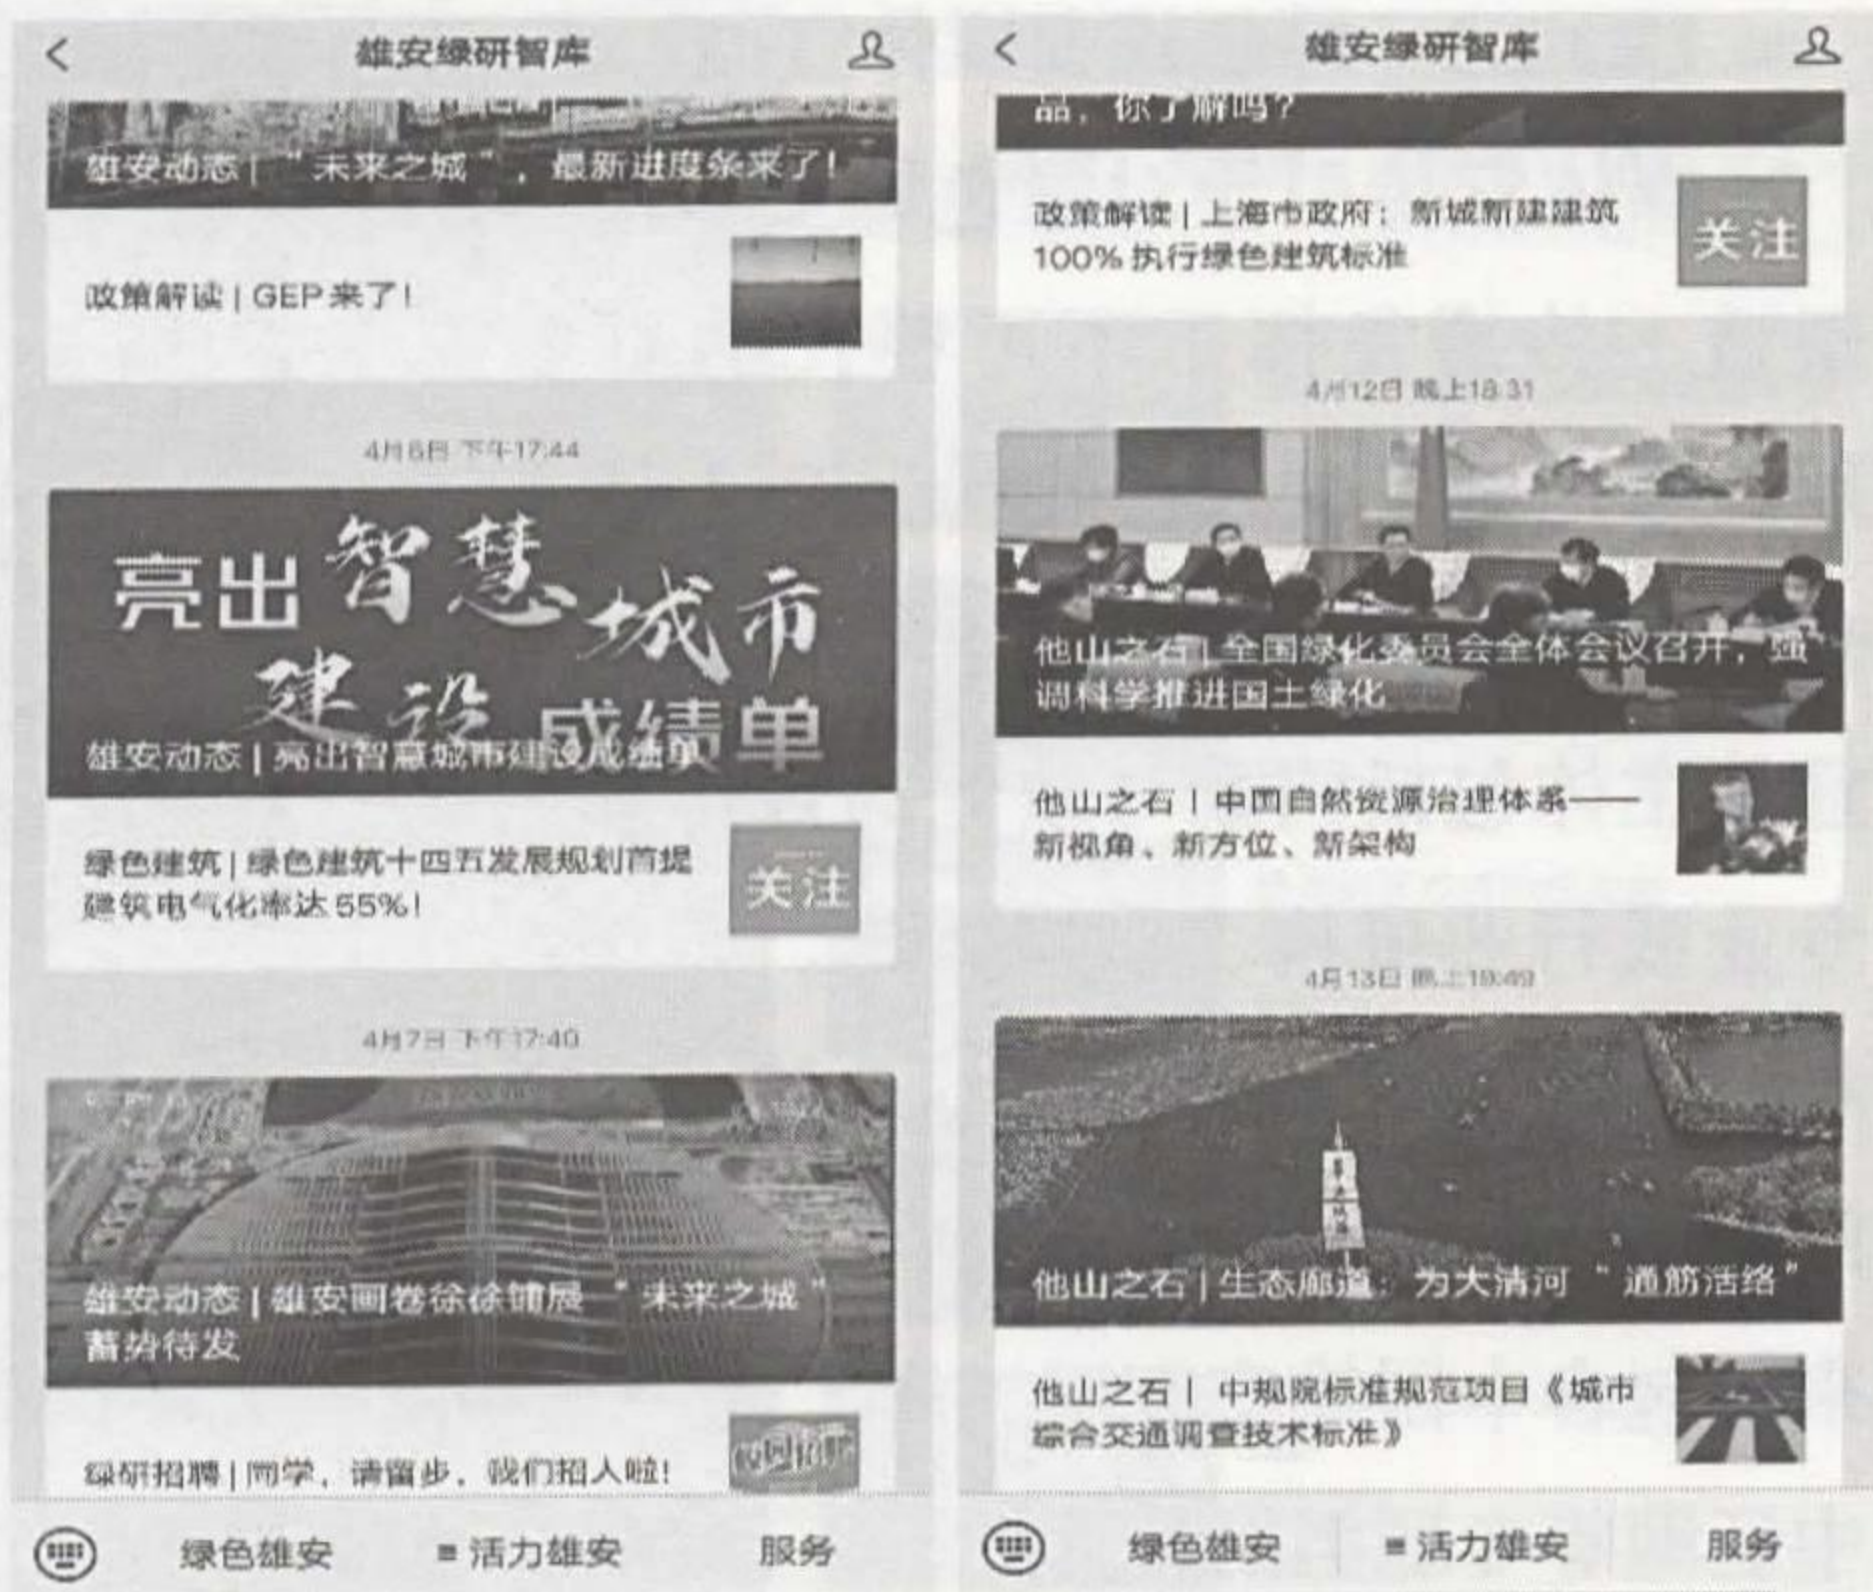 雄安绿研智库
雄安动态 | “未来之城”，最新进度条来了！
政策解读 | GEP来了！
4月6日 下午17:44
亮出智慧城市
建设成绩单
雄安动态 | 亮出智慧城市建设成绩单
绿色建筑 | 绿色建筑十四五发展规划首提
建筑电气化率达55%！
关注
4月7日 下午17:40
雄安动态 | 雄安画卷徐徐铺展 “未来之城”
蓄势待发
绿研招聘 | 同学，请留步，我们招人啦！
校园招聘
绿色雄安
≡ 活力雄安
服务
雄安绿研智库
品，你了解吗？
政策解读 | 上海市政府：新城新建建筑
100%执行绿色建筑标准
关注
4月12日 晚上18:31
他山之石 | 全国绿化委员会全体会议召开，强
调科学推进国土绿化
他山之石 | 中国自然资源治理体系——
新视角、新方位、新架构
4月13日 晚上19:49
他山之石 | 生态廊道：为大清河“通筋活络”
他山之石 | 中规院标准规范项目《城市
综合交通调查技术标准》
绿色雄安
≡ 活力雄安
服务